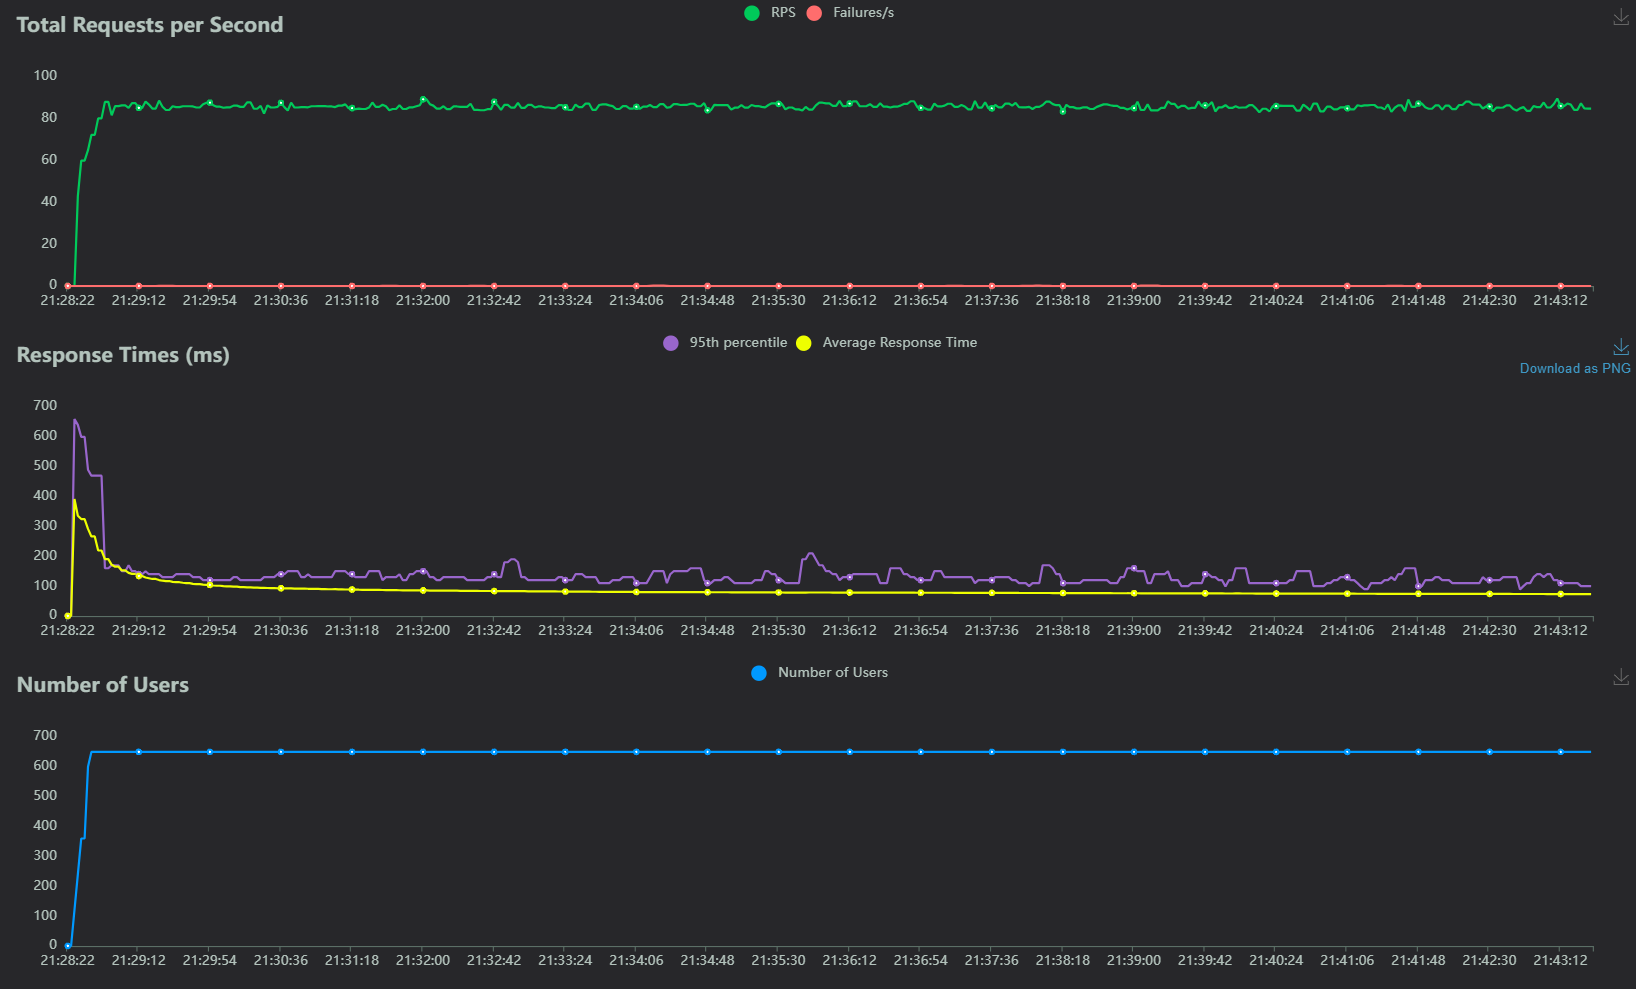 Total Requests per Second
RPS Failures/s
100
80
60
40
20
0
21:28:22 21:29:12 21:29:54 21:30:36 21:31:18 21:32:00 21:32:42 21:33:24 21:34:06 21:34:48 21:35:30 21:36:12 21:36:54 21:37:36 21:38:18 21:39:00 21:39:42 21:40:24 21:41:06 21:41:48 21:42:30 21:43:12
Response Times (ms)
95th percentile Average Response Time
Download as PNG
700
600
500
400
300
200
100
0
21:28:22 21:29:12 21:29:54 21:30:36 21:31:18 21:32:00 21:32:42 21:33:24 21:34:06 21:34:48 21:35:30 21:36:12 21:36:54 21:37:36 21:38:18 21:39:00 21:39:42 21:40:24 21:41:06 21:41:48 21:42:30 21:43:12
Number of Users
Number of Users
700
600
500
400
300
200
100
0
21:28:22 21:29:12 21:29:54 21:30:36 21:31:18 21:32:00 21:32:42 21:33:24 21:34:06 21:34:48 21:35:30 21:36:12 21:36:54 21:37:36 21:38:18 21:39:00 21:39:42 21:40:24 21:41:06 21:41:48 21:42:30 21:43:12